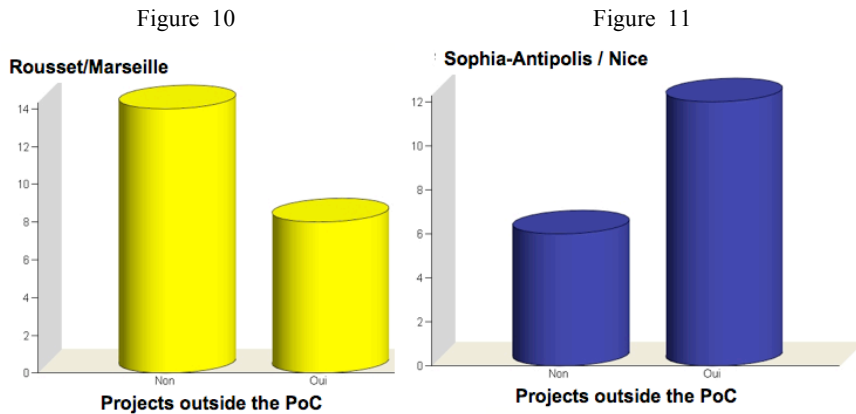 Figure 10
Rousset/Marseille
14
12
10
8
6
4
2
0
Non Oui
Projects outside the PoC
Figure 11
Sophia-Antipolis / Nice
12
10
8
6
4
2
0
Non Oui
Projects outside the PoC